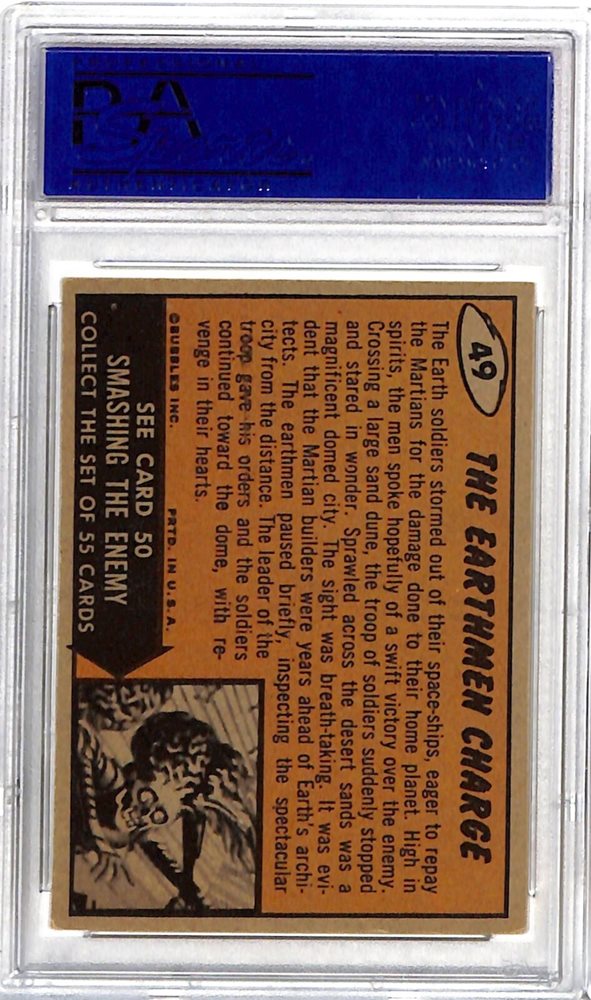 49
THE EARTHMEN CHARGE
The Earth soldiers stormed out of their space-ships, eager to repay
the Martians for the damage done to their home planet. High in
spirits, the men spoke hopefully of a swift victory over the enemy.
Crossing a large sand dune, the troop of soldiers suddenly stopped
and stared in wonder. Sprawled across the desert sands was a
magnificent domed city. The sight was breath-taking. It was evi-
dent that the Martian builders were years ahead of Earth's archi-
tects. The earthmen paused briefly, inspecting the spectacular
city from the distance. The leader of the
troop gave his orders and the soldiers
continued toward the dome, with re-
venge in their hearts.
©BUBBLES INC. PRTD. IN U.S.A.
SEE CARD 50
SMASHING THE ENEMY
COLLECT THE SET OF 55 CARDS